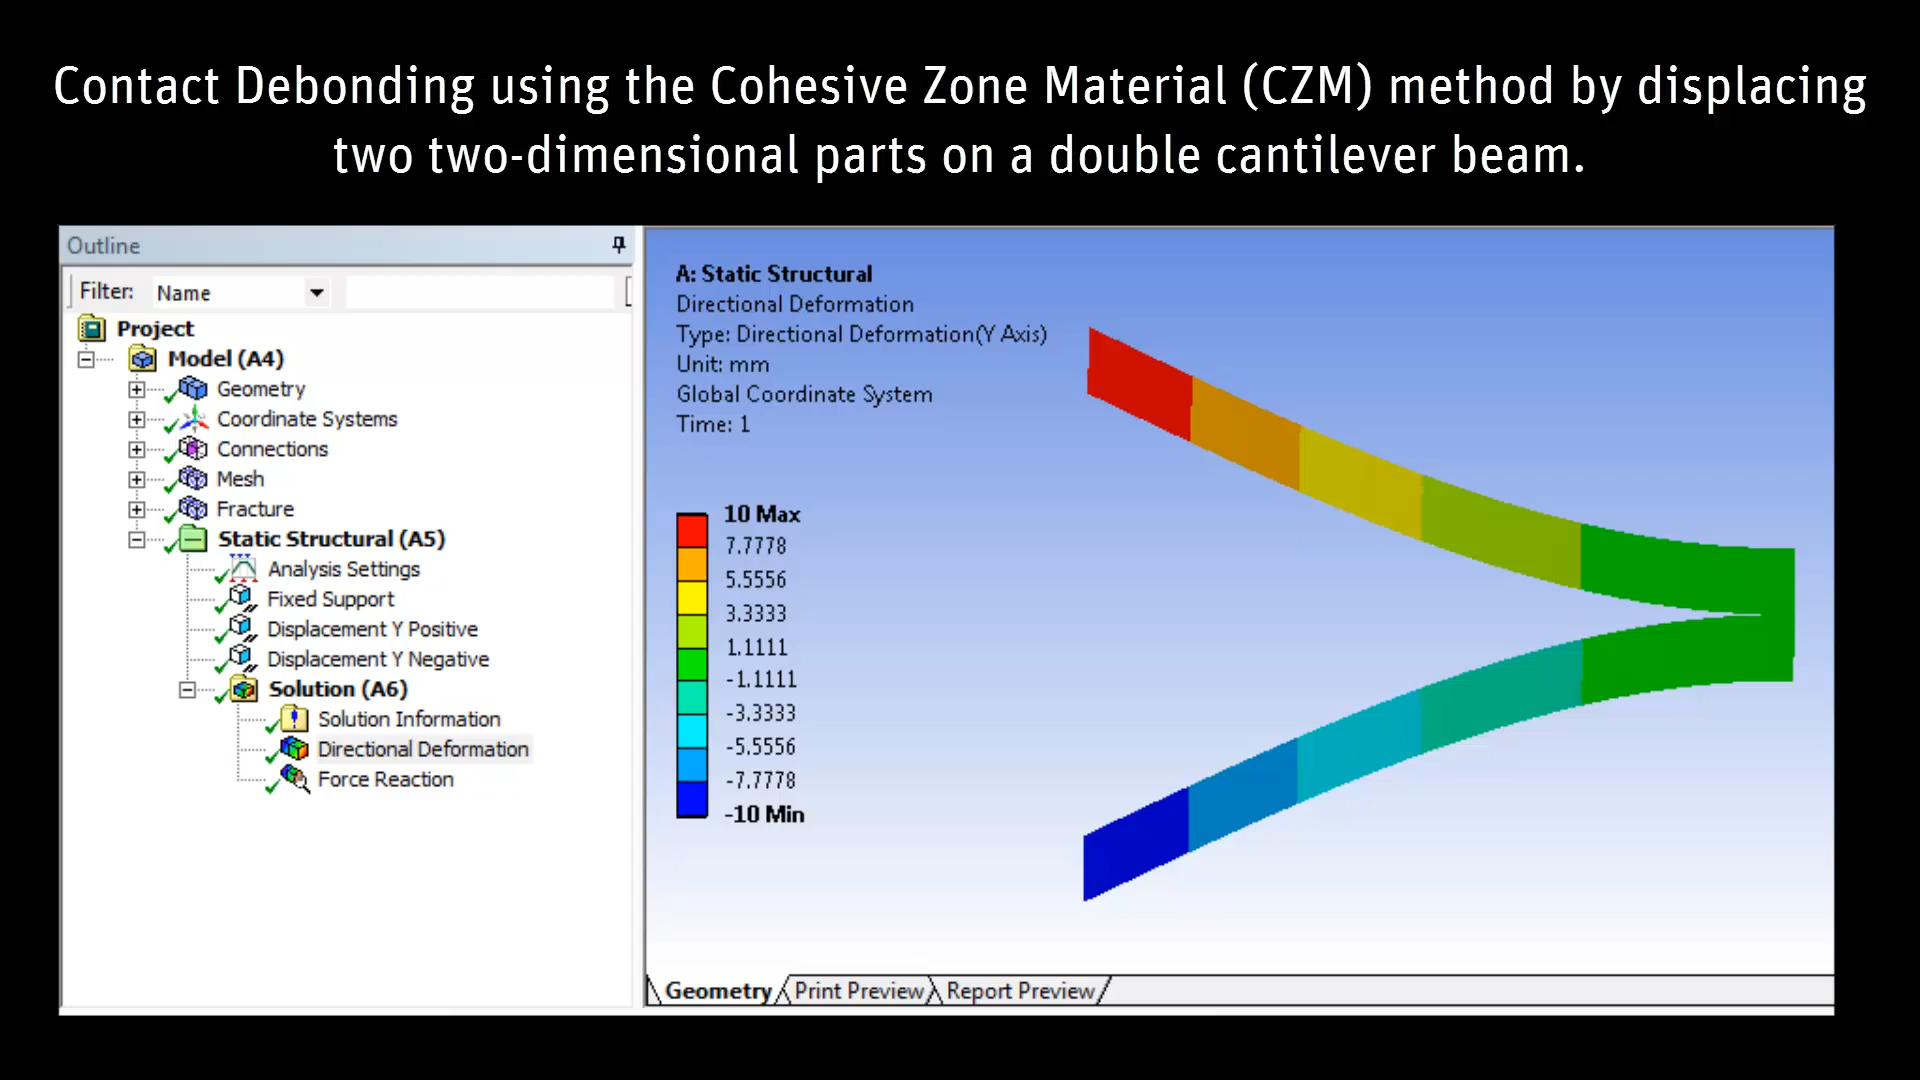 Contact Debonding using the Cohesive Zone Material (CZM) method by displacing
two two-dimensional parts on a double cantilever beam.
Outline
Filter: Name
Project
Model (A4)
Geometry
Coordinate Systems
Connections
Mesh
Fracture
Static Structural (A5)
Analysis Settings
Fixed Support
Displacement Y Positive
Displacement Y Negative
Solution (A6)
Solution Information
Directional Deformation
Force Reaction
A: Static Structural
Directional Deformation
Type: Directional Deformation(Y Axis)
Unit: mm
Global Coordinate System
Time: 1
10 Max
7.7778
5.5556
3.3333
1.1111
-1.1111
-3.3333
-5.5556
-7.7778
-10 Min
Geometry Print Preview Report Preview